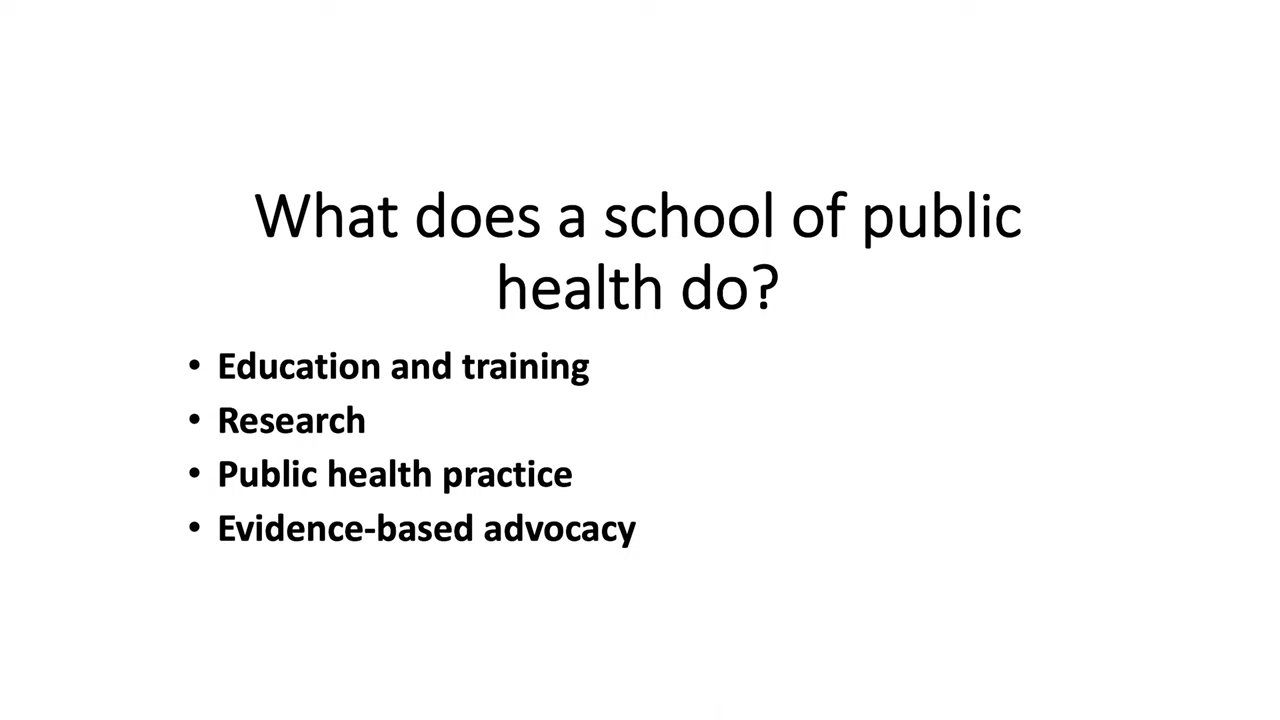 What does a school of public
health do?
• Education and training
• Research
• Public health practice
• Evidence-based advocacy